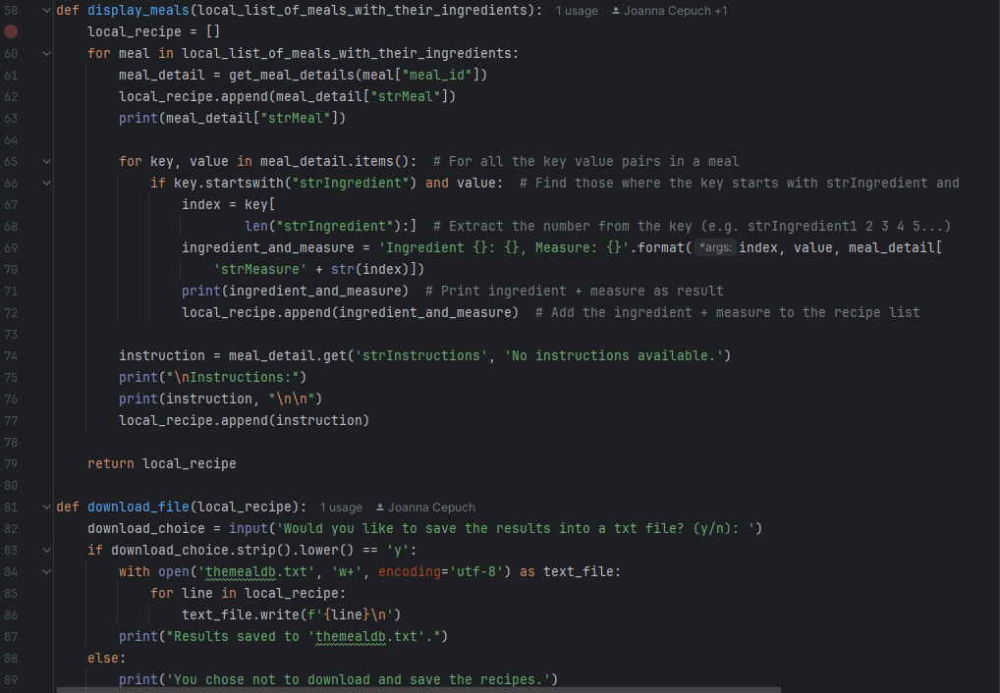 58 def display_meals(local_list_of_meals_with_their_ingredients): 1 usage Joanna Cepuch +1
local_recipe = []
60 for meal in local_list_of_meals_with_their_ingredients:
61 meal_detail = get_meal_details(meal["meal_id"])
62 local_recipe.append(meal_detail["strMeal"])
63 print(meal_detail["strMeal"])
64
65 for key, value in meal_detail.items(): # For all the key value pairs in a meal
66 if key.startswith("strIngredient") and value: # Find those where the key starts with strIngredient and
67 index = key[
68 len("strIngredient"):] # Extract the number from the key (e.g. strIngredient1 2 3 4 5...)
69 ingredient_and_measure = 'Ingredient {}: {}, Measure: {}'.format( *args: index, value, meal_detail[
70 'strMeasure' + str(index)])
71 print(ingredient_and_measure) # Print ingredient + measure as result
72 local_recipe.append(ingredient_and_measure) # Add the ingredient + measure to the recipe list
73
74 instruction = meal_detail.get('strInstructions', 'No instructions available.')
75 print("\nInstructions:")
76 print(instruction, "\n\n")
77 local_recipe.append(instruction)
78
79 return local_recipe
80
81 def download_file(local_recipe): 1 usage Joanna Cepuch
82 download_choice = input('Would you like to save the results into a txt file? (y/n): ')
83 if download_choice.strip().lower() == 'y':
84 with open('themealdb.txt', 'w+', encoding='utf-8') as text_file:
85 for line in local_recipe:
86 text_file.write(f'{line}\n')
87 print("Results saved to 'themealdb.txt'.")
88 else:
89 print('You chose not to download and save the recipes.')